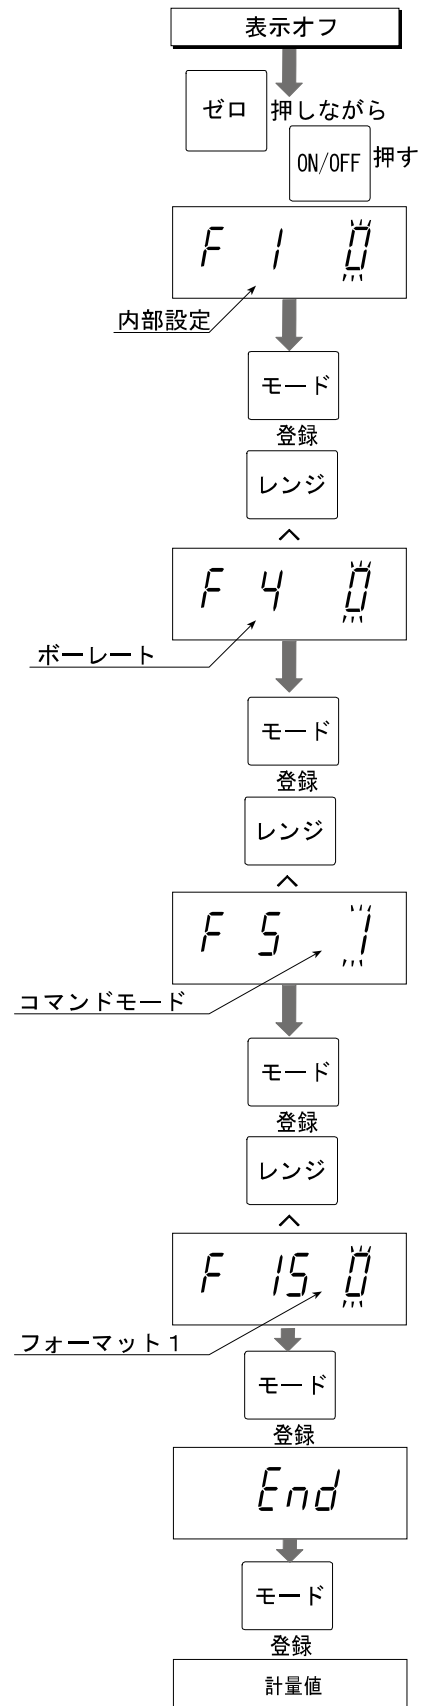 表示オフ
ゼロ 押しながら
ON/OFF 押す
F 1 0
内部設定
モード
登録
レンジ
F 4 0
ボーレート
モード
登録
レンジ
F 5 1
コマンドモード
モード
登録
レンジ
F 15 0
フォーマット1
モード
登録
End
モード
登録
計量値